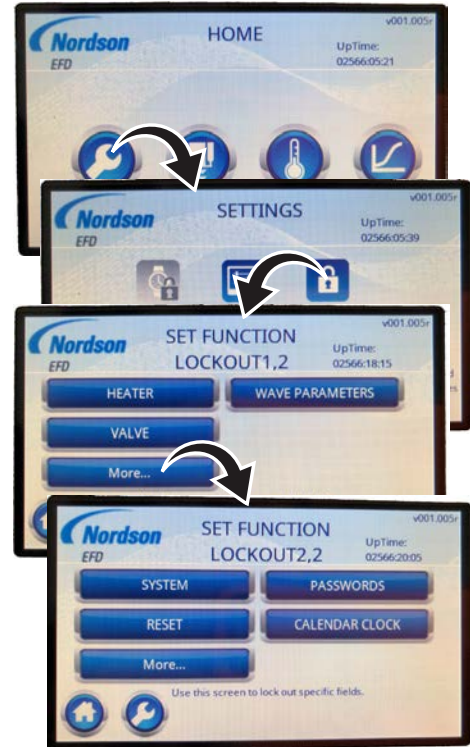 v001.005r
Nordson
EFD
HOME
UpTime:
02566:05:21
v001.005r
Nordson
EFD
SETTINGS
UpTime:
02566:05:39
v001.005r
Nordson
EFD
SET FUNCTION
LOCKOUT1,2
UpTime:
02566:18:15
HEATER
WAVE PARAMETERS
VALVE
More...
v001.005r
Nordson
EFD
SET FUNCTION
LOCKOUT2,2
UpTime:
02566:20:05
SYSTEM
PASSWORDS
RESET
CALENDAR CLOCK
More...
Use this screen to lock out specific fields.